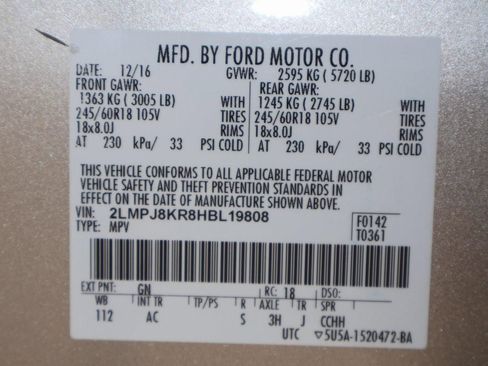 MFD. BY FORD MOTOR CO.
DATE: 12/16 GVWR: 2595 KG ( 5720 LB)
FRONT GAWR: REAR GAWR:
1363 KG ( 3005 LB) WITH 1245 KG ( 2745 LB) WITH
245/60R18 105V TIRES 245/60R18 105V TIRES
18x8.0J RIMS 18x8.0J RIMS
AT 230 kPa/ 33 PSI COLD AT 230 kPa/ 33 PSI COLD
THIS VEHICLE CONFORMS TO ALL APPLICABLE FEDERAL MOTOR
VEHICLE SAFETY AND THEFT PREVENTION STANDARDS IN
EFFECT ON THE DATE OF MANUFACTURE SHOWN ABOVE.
VIN: 2LMPJ8KR8HBL19808 F0142
TYPE: MPV T0361
EXT PNT: GN RC: 18 DSO:
WB INT TR TP/PS R AXLE TR SPR
112 AC S 3H J CCHH
UTC ▽5U5A-1520472-BA